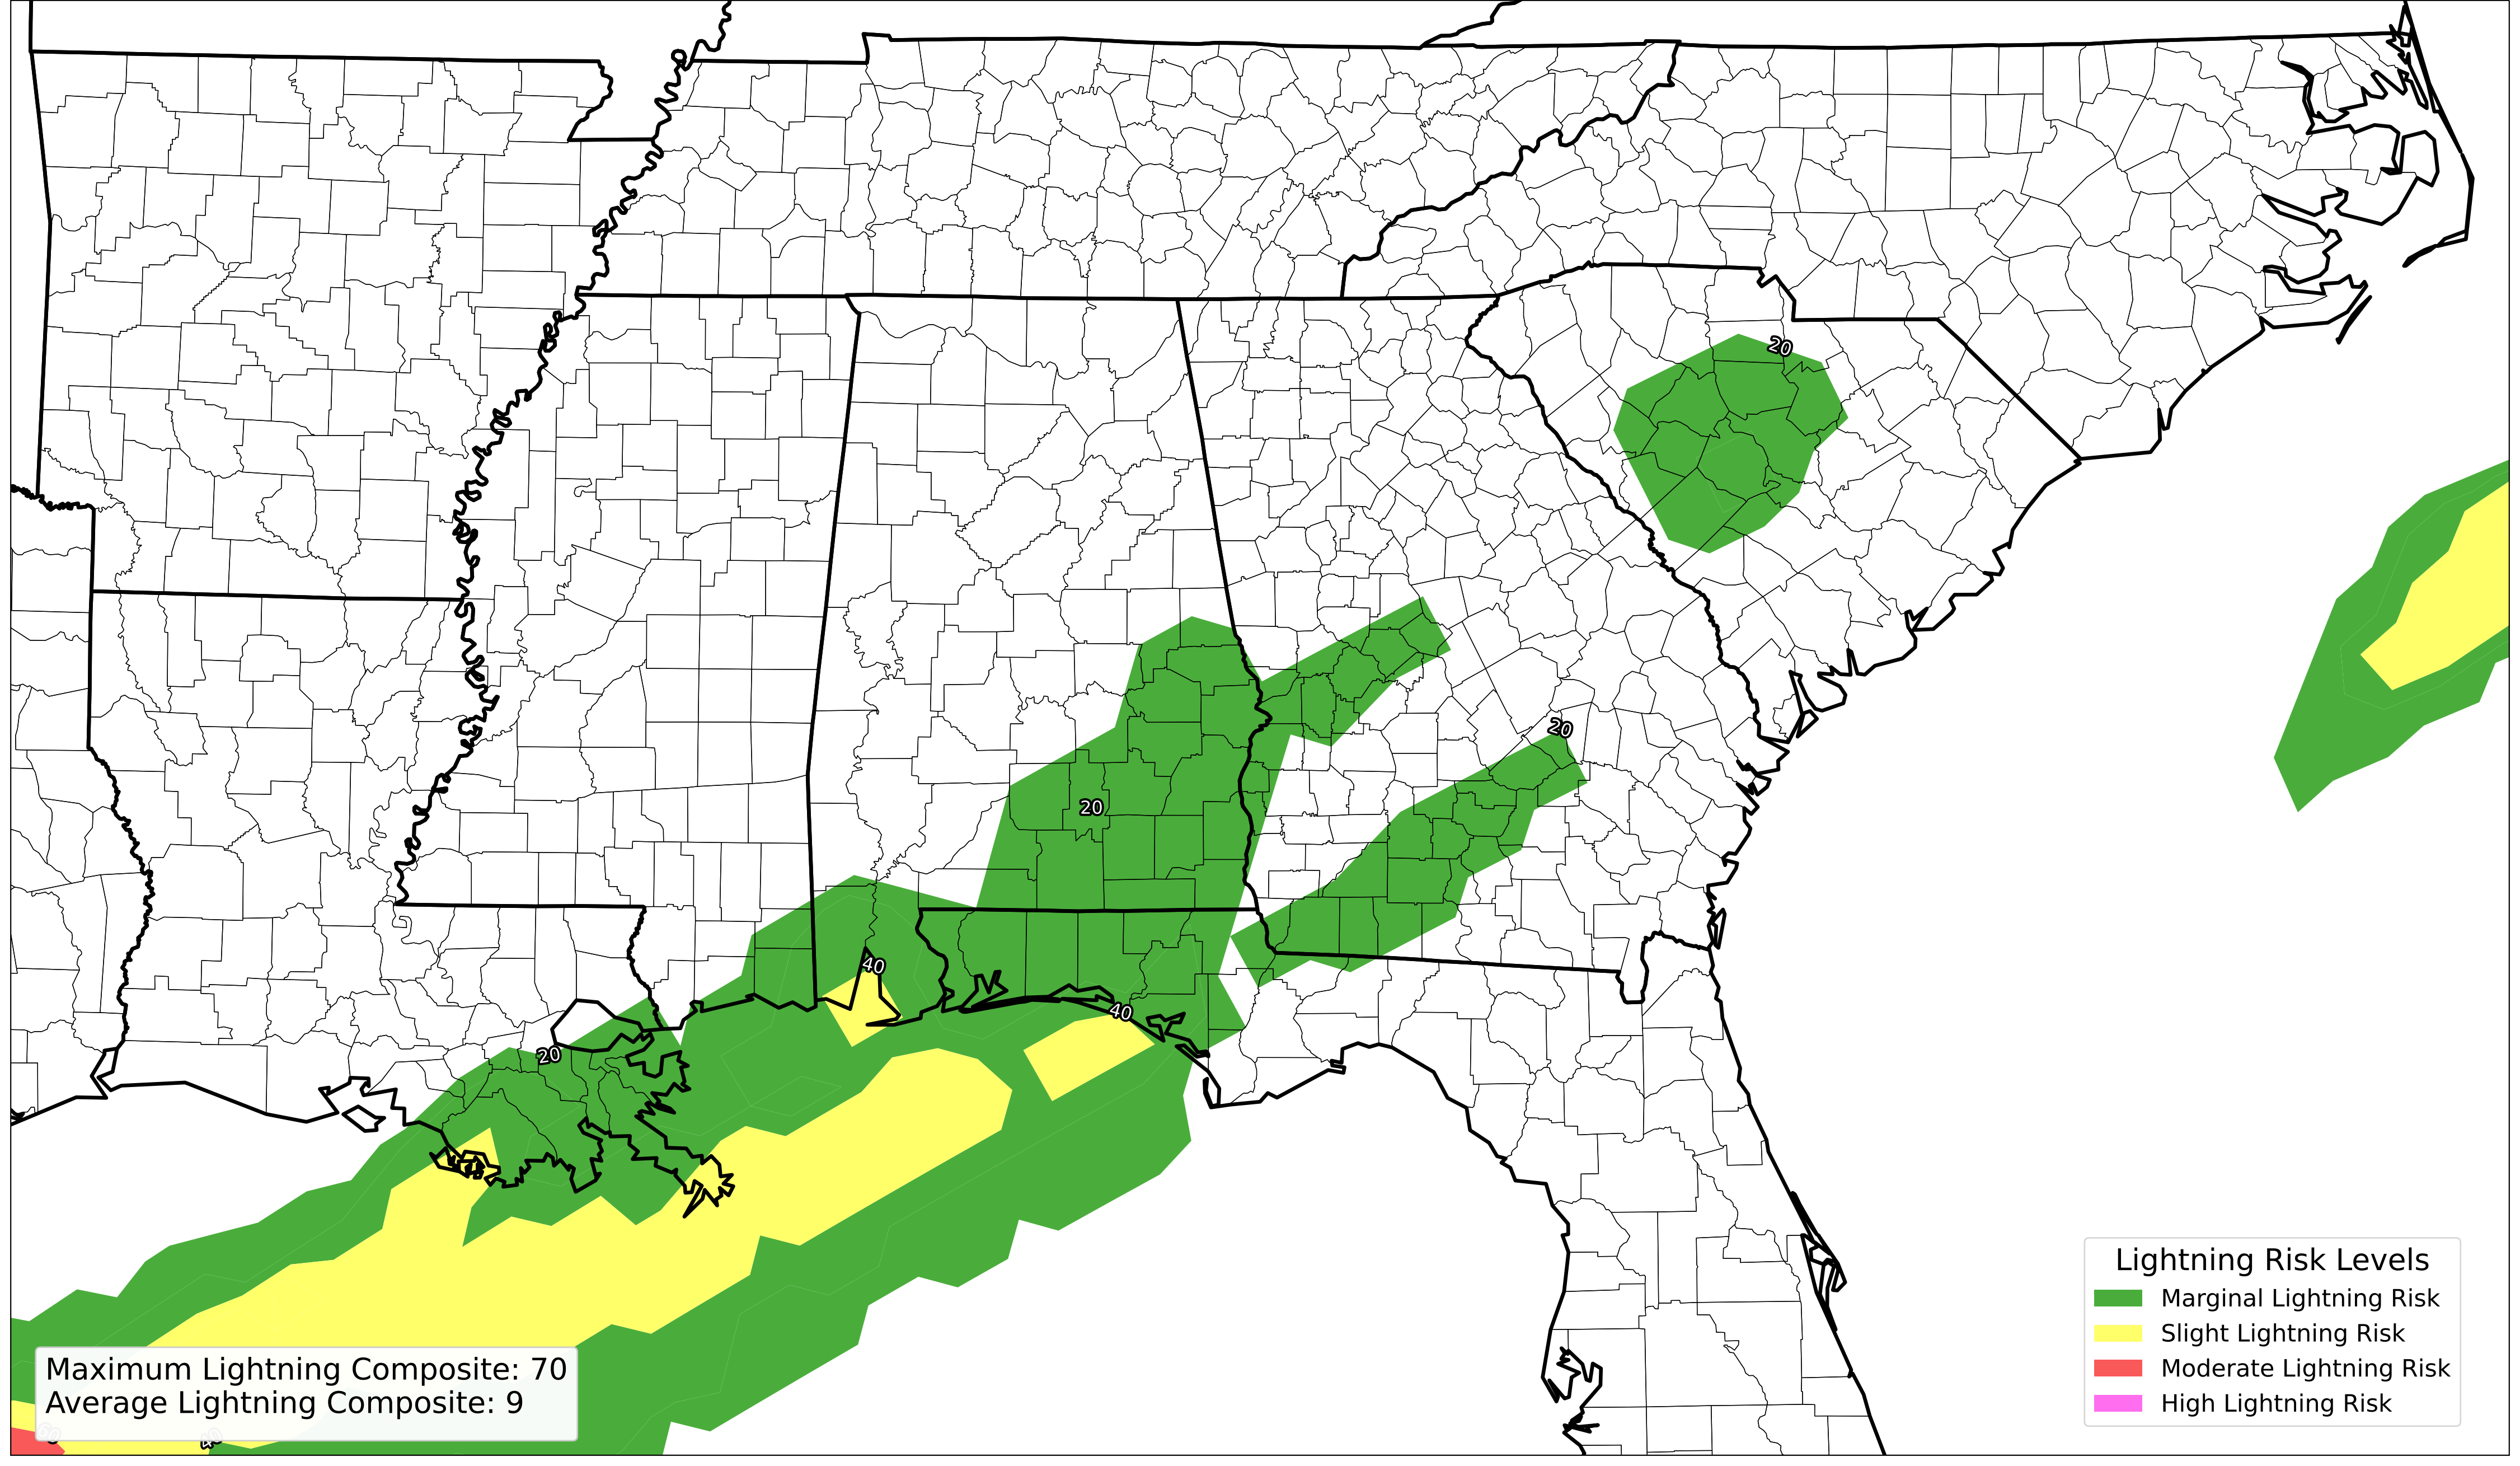 20
20
20
40
40
20
Lightning Risk Levels
Marginal Lightning Risk
Slight Lightning Risk
Moderate Lightning Risk
High Lightning Risk
Maximum Lightning Composite: 70
Average Lightning Composite: 9